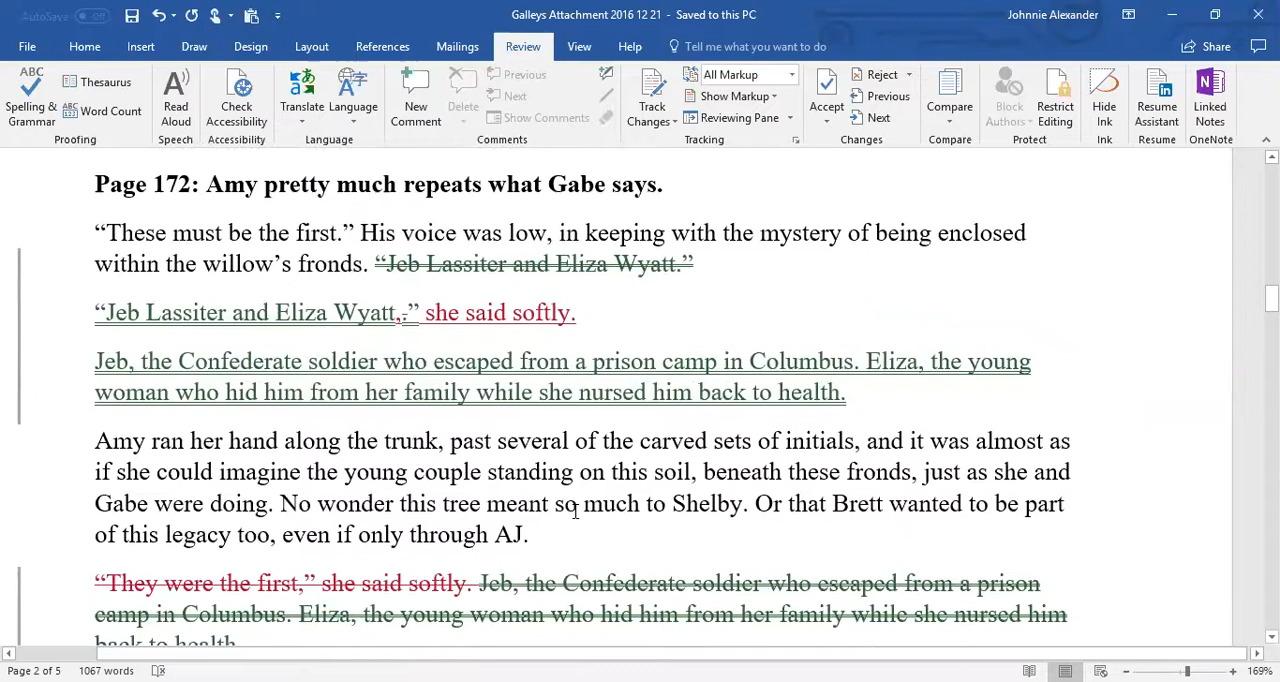 AutoSave Off Galleys Attachment 2016 12 21 - Saved to this PC Johnnie Alexander
File Home Insert Draw Design Layout References Mailings Review View Help Tell me what you want to do Share
ABC Thesaurus A Previous All Markup Reject
Spelling & Grammar ABC 123 Word Count Read Aloud Check Accessibility Translate Language New Comment Delete Next Show Comments Track Changes Show Markup Reviewing Pane Accept Previous Next Compare Block Authors Restrict Editing Hide Ink Resume Assistant Linked Notes
Proofing Speech Accessibility Language Comments Tracking Changes Compare Protect Ink Resume OneNote
Page 172: Amy pretty much repeats what Gabe says.
“These must be the first.” His voice was low, in keeping with the mystery of being enclosed
within the willow’s fronds. “Jeb Lassiter and Eliza Wyatt.”
“Jeb Lassiter and Eliza Wyatt,.” she said softly.
Jeb, the Confederate soldier who escaped from a prison camp in Columbus. Eliza, the young
woman who hid him from her family while she nursed him back to health.
Amy ran her hand along the trunk, past several of the carved sets of initials, and it was almost as
if she could imagine the young couple standing on this soil, beneath these fronds, just as she and
Gabe were doing. No wonder this tree meant so much to Shelby. Or that Brett wanted to be part
of this legacy too, even if only through AJ.
“They were the first,” she said softly. Jeb, the Confederate soldier who escaped from a prison
camp in Columbus. Eliza, the young woman who hid him from her family while she nursed him
back to health.
Page 2 of 5 1067 words 169%